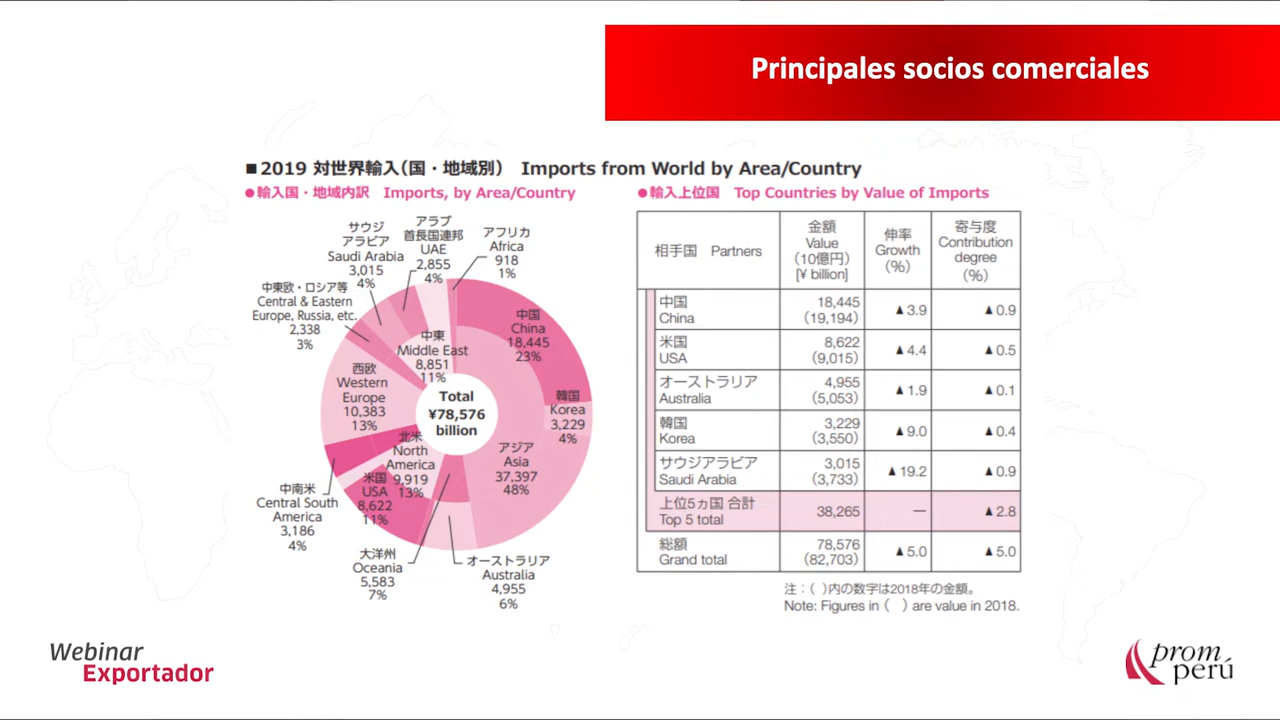 Principales socios comerciales
■2019 対世界輸入(国・地域別) Imports from World by Area/Country
●輸入国・地域内訳 Imports, by Area/Country
サウジ
アラビア
Saudi Arabia
3,015
4%
アラブ
首長国連邦
UAE
2,855
4%
アフリカ
Africa
918
1%
中東欧・ロシア等
Central & Eastern
Europe, Russia, etc.
2,338
3%
中国
China
18,445
23%
中東
Middle East
8,851
11%
西欧
Western
Europe
10,383
13%
Total
¥78,576
billion
韓国
Korea
3,229
4%
北米
North
America
9,919
13%
アジア
Asia
37,397
48%
米国
USA
8,622
11%
中南米
Central South
America
3,186
4%
大洋州
Oceania
5,583
7%
オーストラリア
Australia
4,955
6%
●輸入上位国 Top Countries by Value of Imports
相手国 Partners
金額
Value
(10億円)
[¥ billion]
伸率
Growth
(%)
寄与度
Contribution
degree
(%)
中国
China
18,445
(19,194)
▲3.9
▲0.9
米国
USA
8,622
(9,015)
▲4.4
▲0.5
オーストラリア
Australia
4,955
(5,053)
▲1.9
▲0.1
韓国
Korea
3,229
(3,550)
▲9.0
▲0.4
サウジアラビア
Saudi Arabia
3,015
(3,733)
▲19.2
▲0.9
上位5ヵ国 合計
Top 5 total
38,265
—
▲2.8
総額
Grand total
78,576
(82,703)
▲5.0
▲5.0
注:( )内の数字は2018年の金額。
Note: Figures in ( ) are value in 2018.
Webinar
Exportador
prom
perú